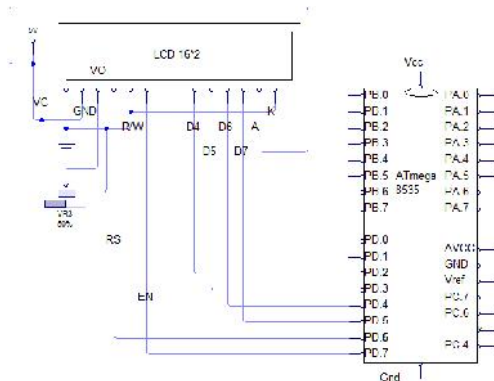 LCD 16*2
VO
VC
GND
R/W
D4
D6
A
K
D5
D7
RS
EN
VR3
Vcc
ATmega
8535
PB.0
PD.1
PB.2
PB.3
PB.4
PB.5
PB.6
PB.7
PD.0
PD.1
PD.2
PD.3
PD.4
PD.5
PD.6
PD.7
PA.0
PA.1
PA.2
PA.3
PA.4
PA.5
PA.6
PA.7
AVCC
GND
Vref
PC.7
PC.6
PC.4
Gnd